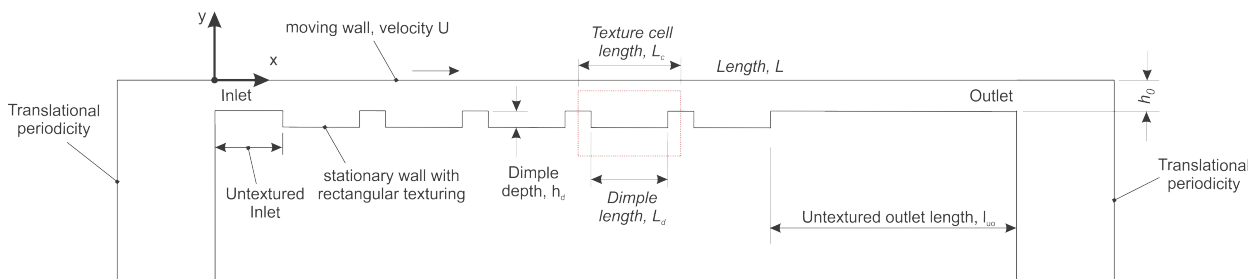 y
moving wall, velocity U
x
Texture cell
length, L_c
Length, L
Translational
periodicity
Inlet
Outlet
h_0
Untextured
Inlet
stationary wall with
rectangular texturing
Dimple
depth, h_d
Dimple
length, L_d
Untextured outlet length, l_uo
Translational
periodicity